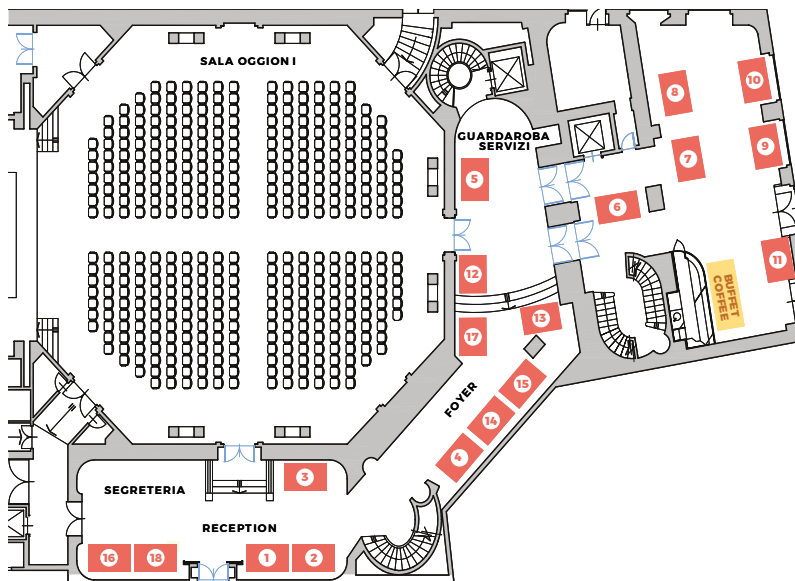 SALA OGGIONI
GUARDAROBA
SERVIZI
8
10
7
9
5
6
12
11
BUFFET
COFFEE
17
13
FOYER
15
14
4
3
SEGRETERIA
RECEPTION
16
18
1
2